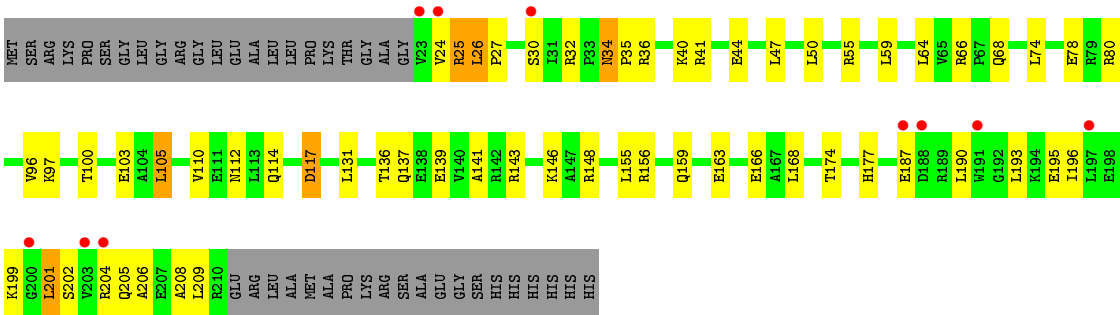 MET SER ARG LYS PRO SER GLY LEU GLY ARG GLY LEU GLU ALA LEU LEU PRO LYS THR GLY ALA GLY V23 V24 R25 L26 P27 S30 I31 R32 P33 N34 P35 R36 K40 R41 E44 L47 L50 R55 L59 L64 V65 R66 P67 Q68 L74 E78 R79 R80
V96 K97 T100 E103 A104 L105 V110 E111 N112 L113 Q114 D117 L131 T136 Q137 E138 E139 V140 A141 R142 R143 K146 A147 R148 L155 R156 Q159 E163 E166 A167 L168 T174 H177 E187 D188 R189 L190 W191 G192 L193 K194 E195 I196 L197 E198
K199 G200 L201 S202 V203 R204 Q205 A206 E207 A208 L209 R210 GLU ARG LEU ALA MET ALA PRO LYS ARG SER ALA GLU GLY SER HIS HIS HIS HIS HIS HIS